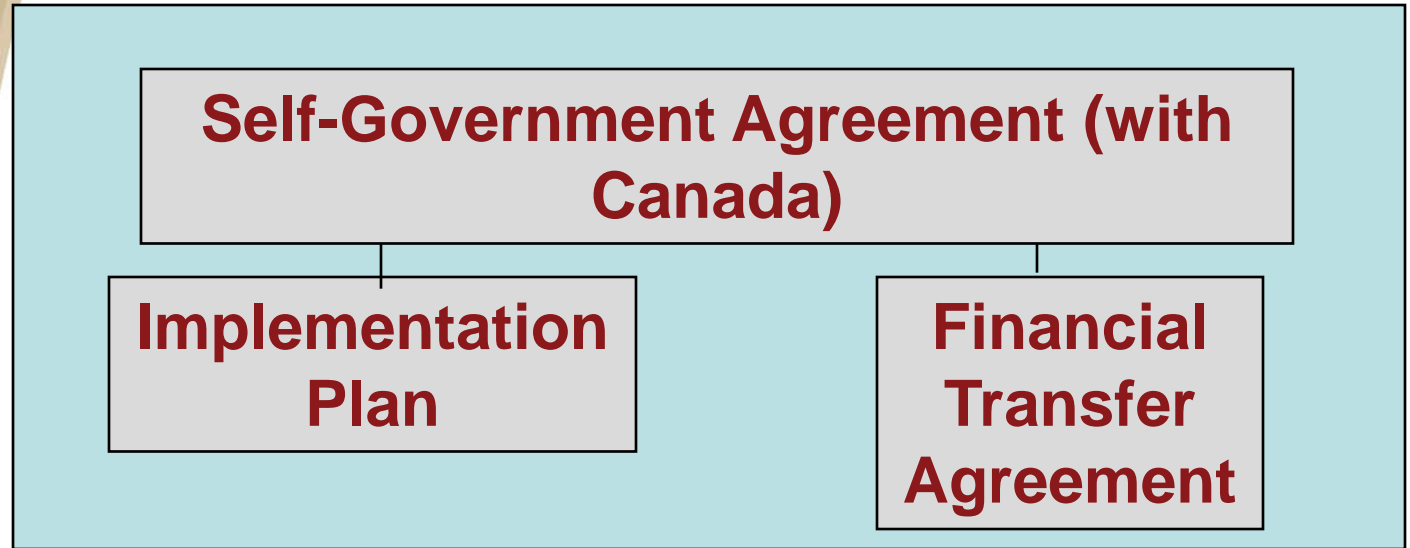 Self-Government Agreement (with
Canada)
Implementation
Plan
Financial
Transfer
Agreement